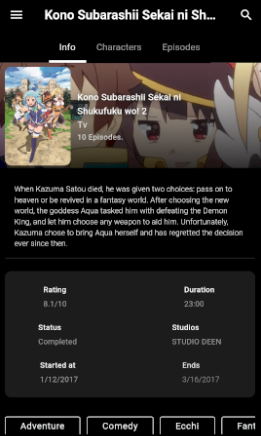 Kono Subarashii Sekai ni Sh...
Info Characters Episodes
Kono Subarashii Sekai ni
Shukufuku wo! 2
Tv
10 Episodes.
When Kazuma Satou died, he was given two choices: pass on to
heaven or be revived in a fantasy world. After choosing the new
world, the goddess Aqua tasked him with defeating the Demon
King, and let him choose any weapon to aid him. Unfortunately,
Kazuma chose to bring Aqua herself and has regretted the decision
ever since then.
Rating Duration
8.1/10 23:00
Status Studios
Completed STUDIO DEEN
Started at Ends
1/12/2017 3/16/2017
Adventure Comedy Ecchi Fant